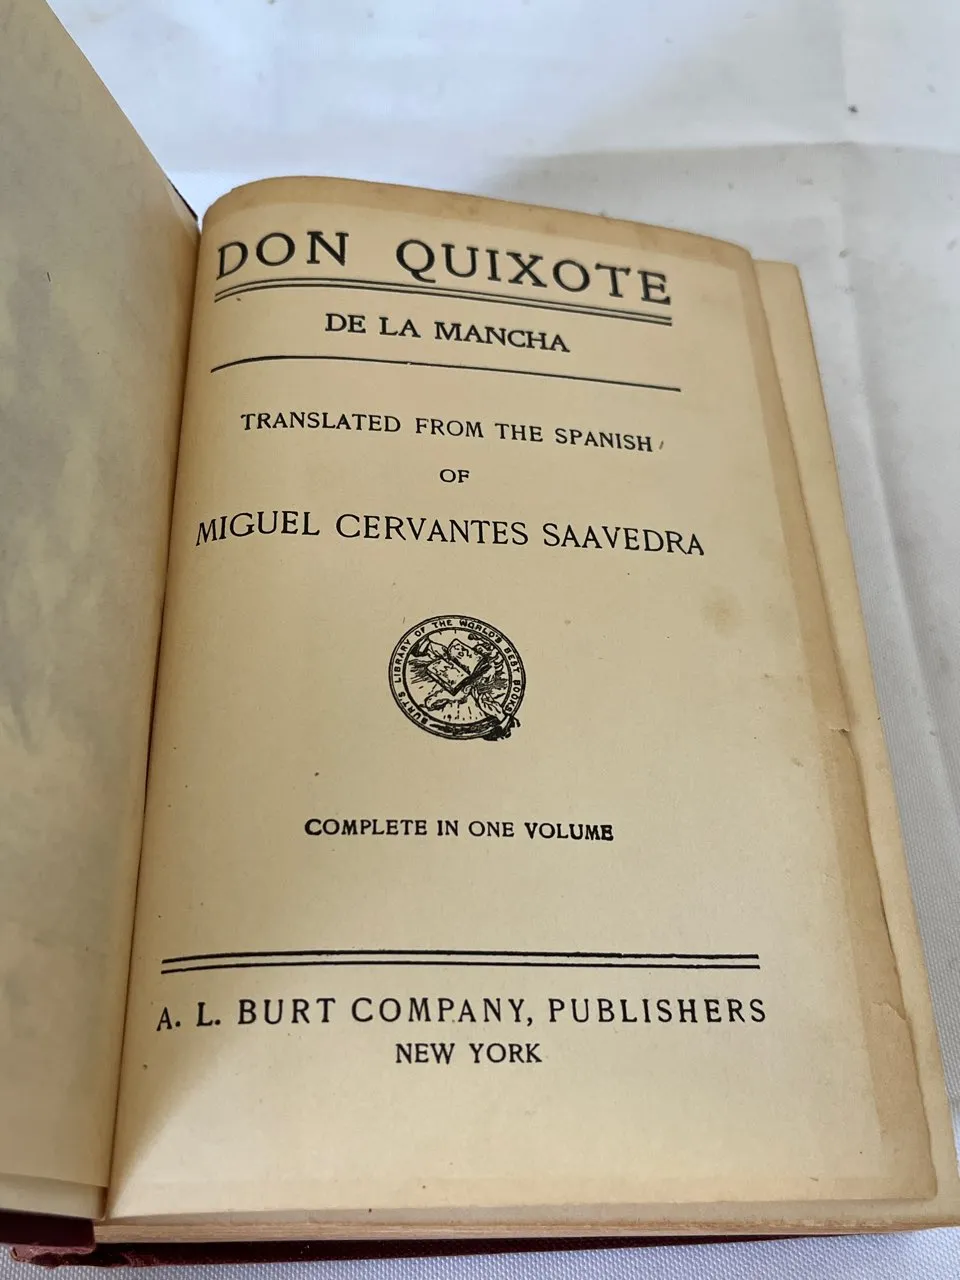 DON QUIXOTE
DE LA MANCHA
TRANSLATED FROM THE SPANISH
OF
MIGUEL CERVANTES SAAVEDRA
BURT'S LIBRARY OF THE WORLD'S BEST BOOKS
COMPLETE IN ONE VOLUME
A. L. BURT COMPANY, PUBLISHERS
NEW YORK